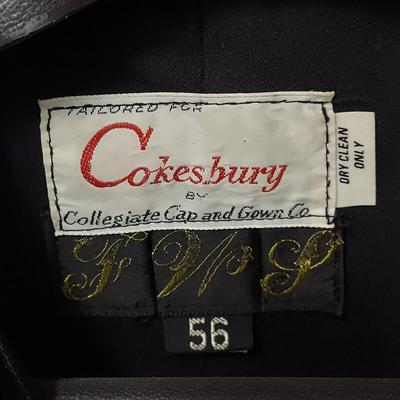 TAILORED FOR
Cokesbury
BY
Collegiate Cap and Gown Co.
DRY CLEAN
ONLY
F W S
56